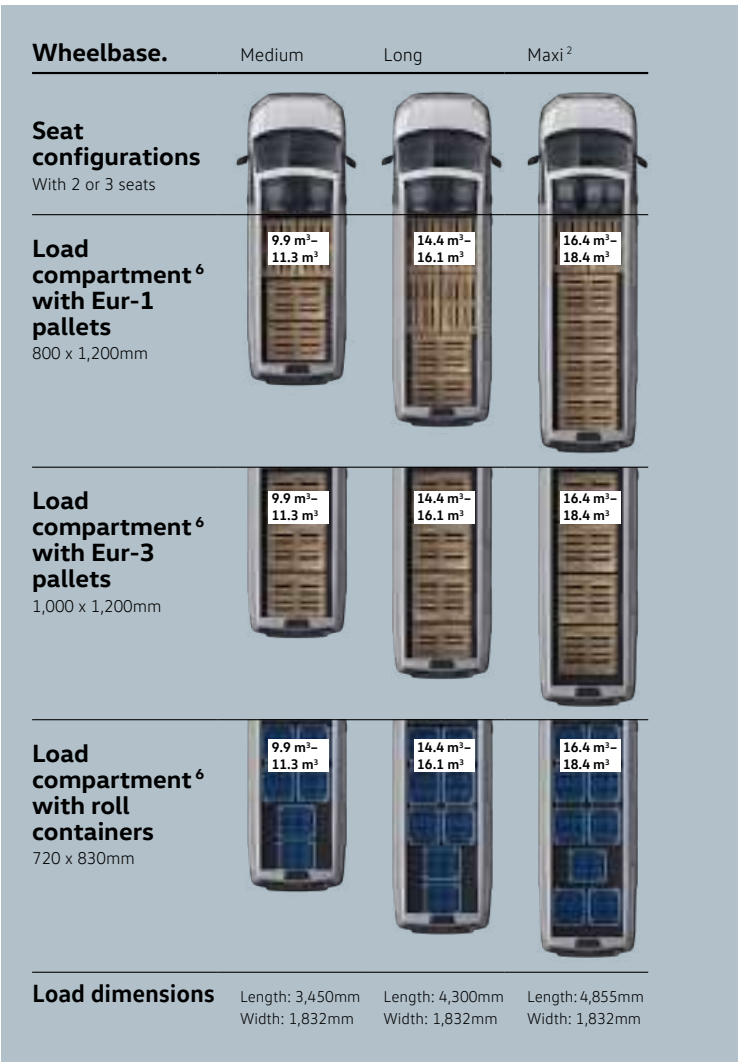 Wheelbase. Medium Long Maxi ²
Seat
configurations
With 2 or 3 seats
Load
compartment ⁶
with Eur-1
pallets
800 x 1,200mm
9.9 m³–
11.3 m³
14.4 m³–
16.1 m³
16.4 m³–
18.4 m³
Load
compartment ⁶
with Eur-3
pallets
1,000 x 1,200mm
9.9 m³–
11.3 m³
14.4 m³–
16.1 m³
16.4 m³–
18.4 m³
Load
compartment ⁶
with roll
containers
720 x 830mm
9.9 m³–
11.3 m³
14.4 m³–
16.1 m³
16.4 m³–
18.4 m³
Load dimensions
Length: 3,450mm
Width: 1,832mm
Length: 4,300mm
Width: 1,832mm
Length: 4,855mm
Width: 1,832mm